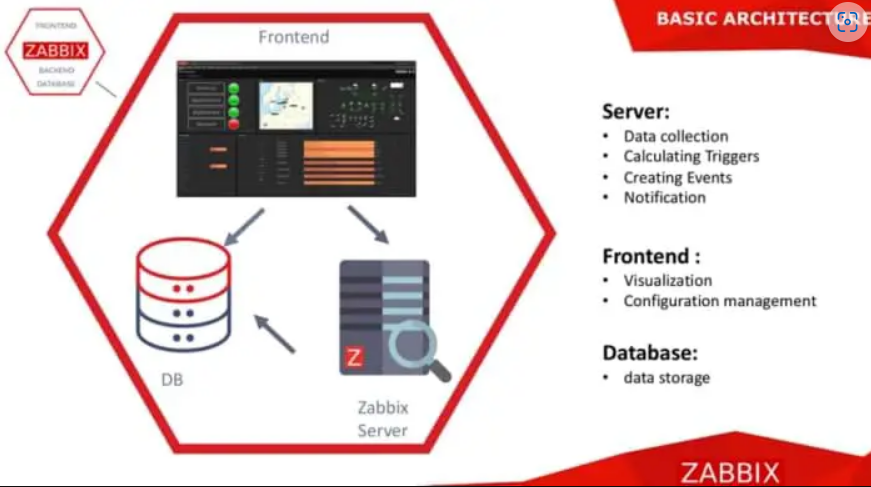 FRONTEND
ZABBIX
BACKEND
DATABASE
Frontend
DB
Z
Zabbix
Server
BASIC ARCHITECTURE
Server:
• Data collection
• Calculating Triggers
• Creating Events
• Notification
Frontend :
• Visualization
• Configuration management
Database:
• data storage
ZABBIX